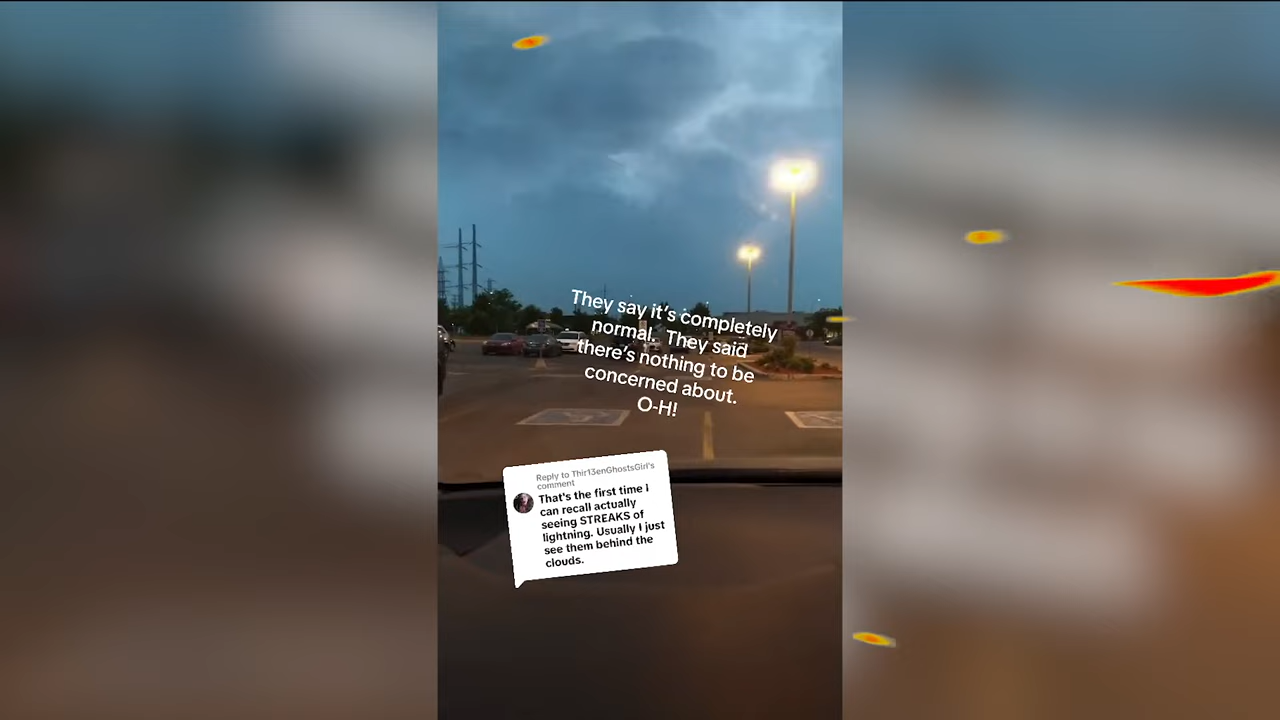 They say it's completely
normal. They said
there's nothing to be
concerned about.
O-H!
Reply to Thir13enGhostsGirl's
comment
That's the first time I
can recall actually
seeing STREAKS of
lightning. Usually I just
see them behind the
clouds.